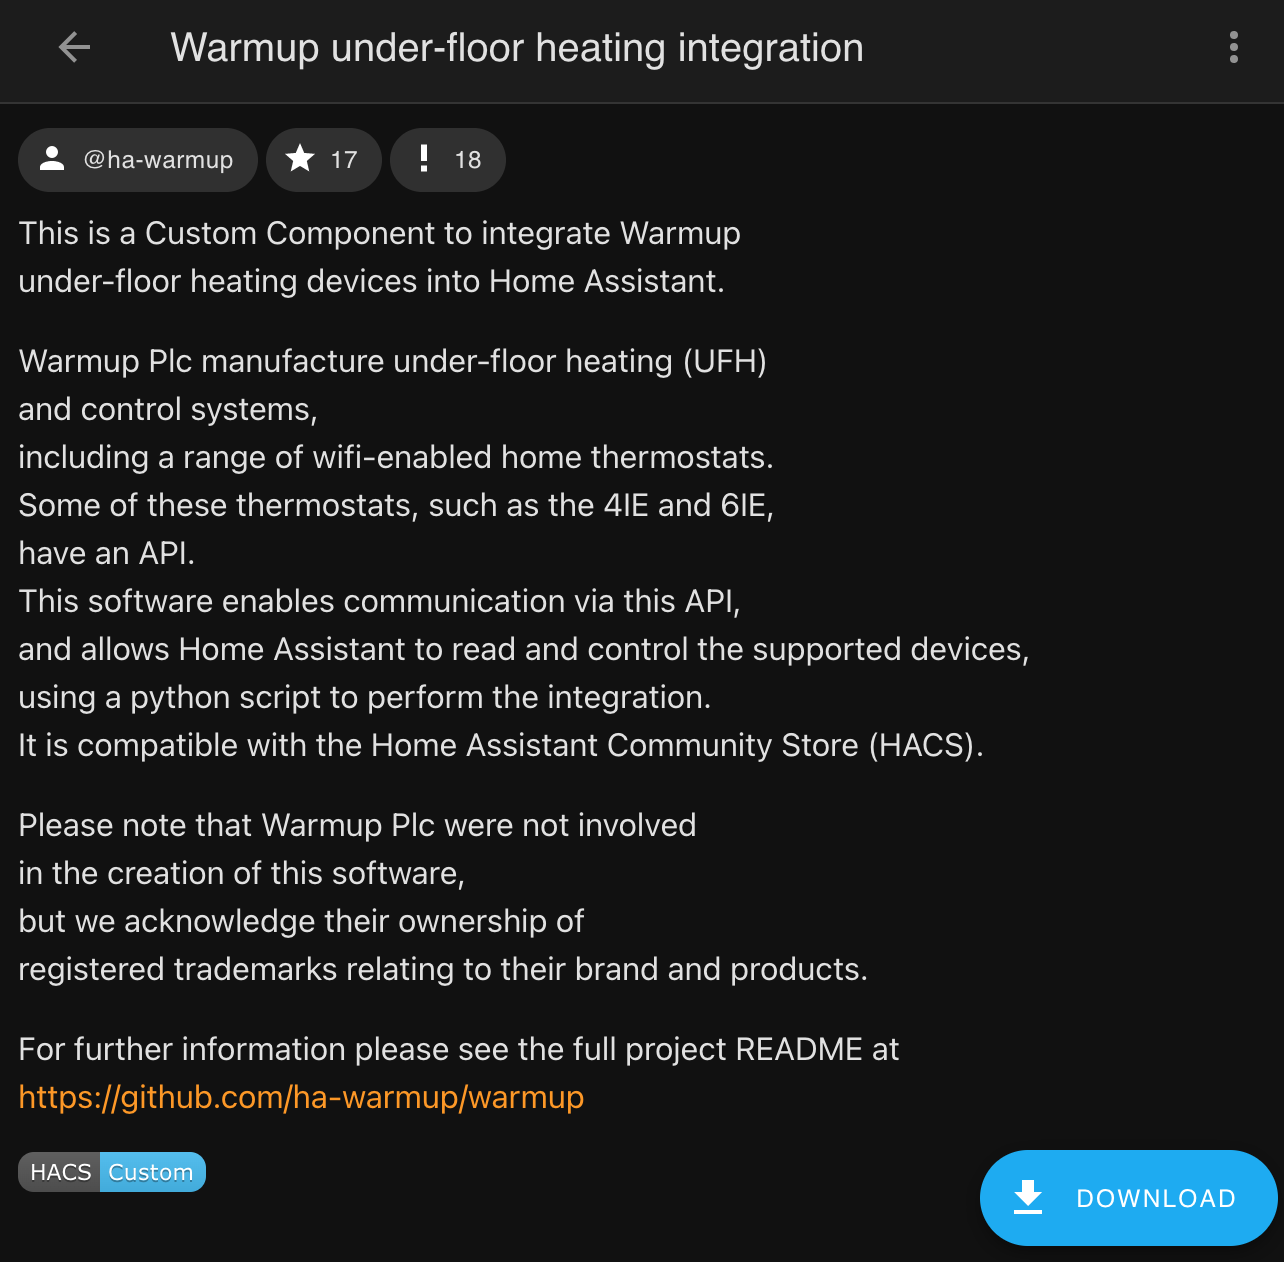 Warmup under-floor heating integration
@ha-warmup 17 18
This is a Custom Component to integrate Warmup
under-floor heating devices into Home Assistant.
Warmup Plc manufacture under-floor heating (UFH)
and control systems,
including a range of wifi-enabled home thermostats.
Some of these thermostats, such as the 4IE and 6IE,
have an API.
This software enables communication via this API,
and allows Home Assistant to read and control the supported devices,
using a python script to perform the integration.
It is compatible with the Home Assistant Community Store (HACS).
Please note that Warmup Plc were not involved
in the creation of this software,
but we acknowledge their ownership of
registered trademarks relating to their brand and products.
For further information please see the full project README at
https://github.com/ha-warmup/warmup
HACS Custom
DOWNLOAD